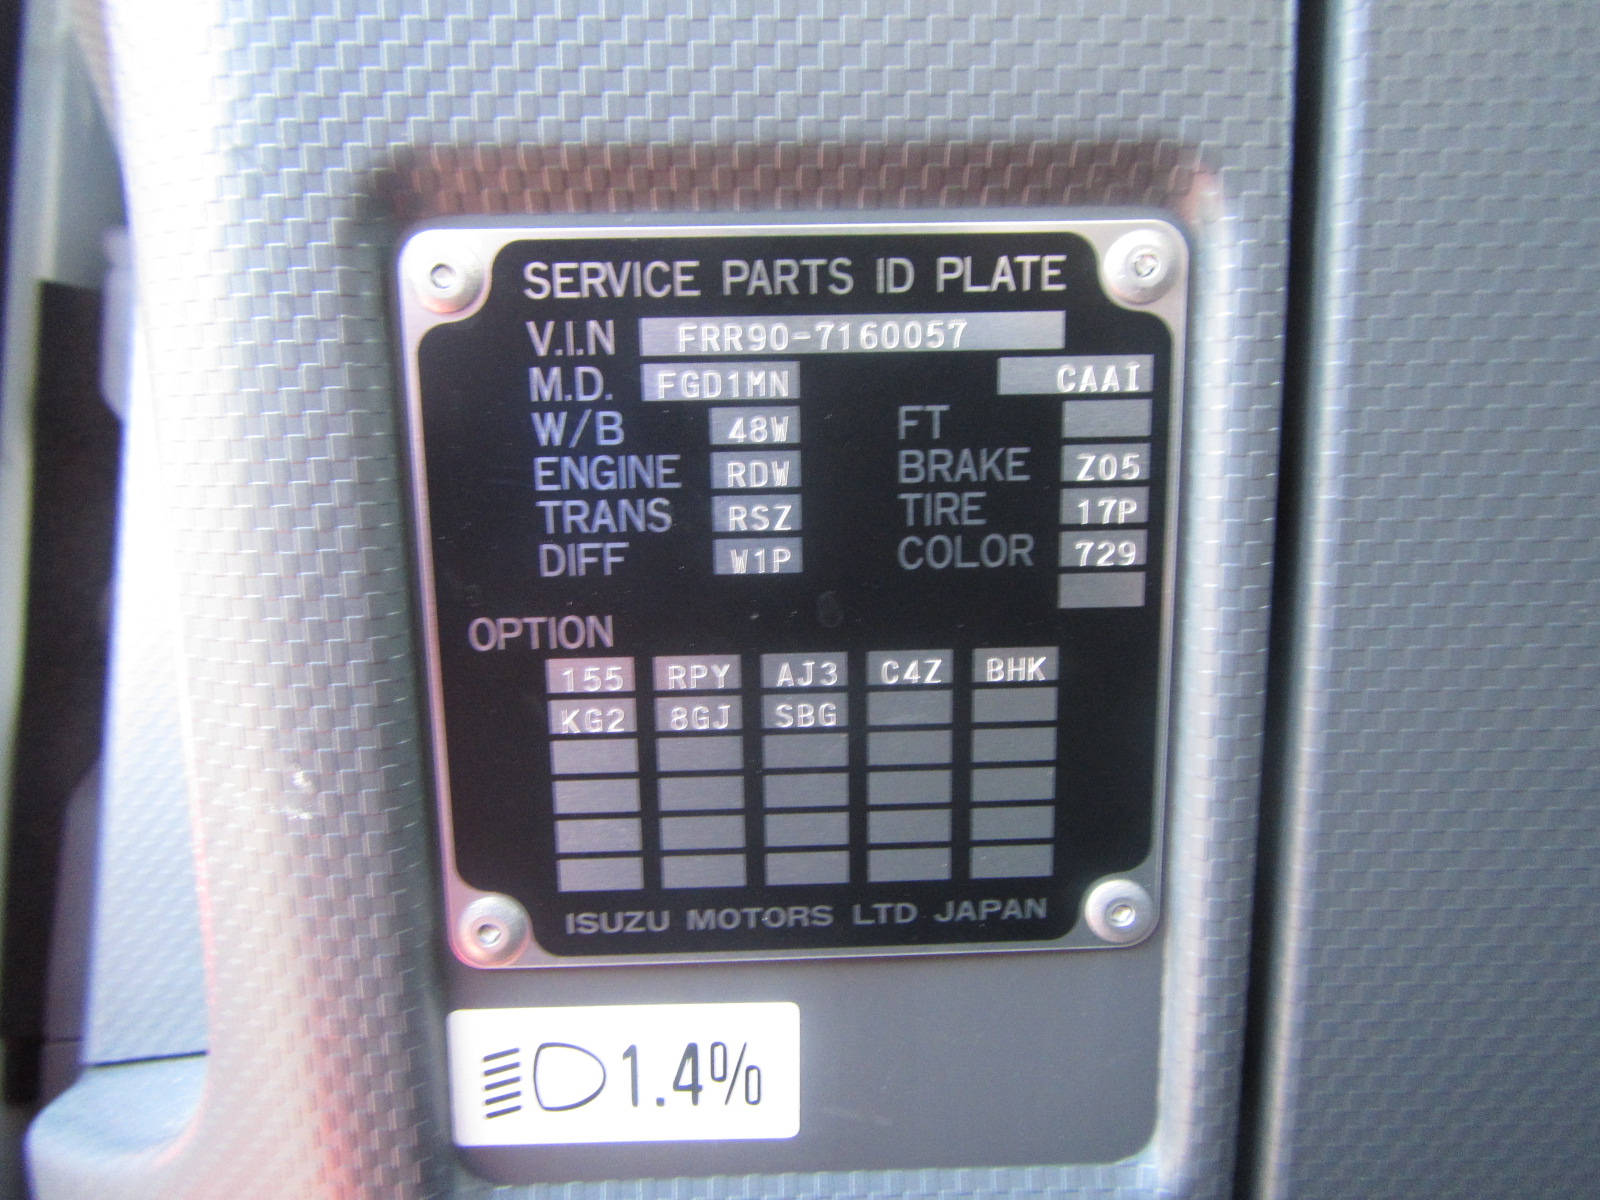 SERVICE PARTS ID PLATE
V.I.N FRR90-7160057
M.D. FGD1MN CAAI
W/B 48W FT
ENGINE RDW BRAKE Z05
TRANS RSZ TIRE 17P
DIFF W1P COLOR 729
OPTION
155 RPY AJ3 C4Z BHK
KG2 8GJ SBG
ISUZU MOTORS LTD JAPAN
1.4%